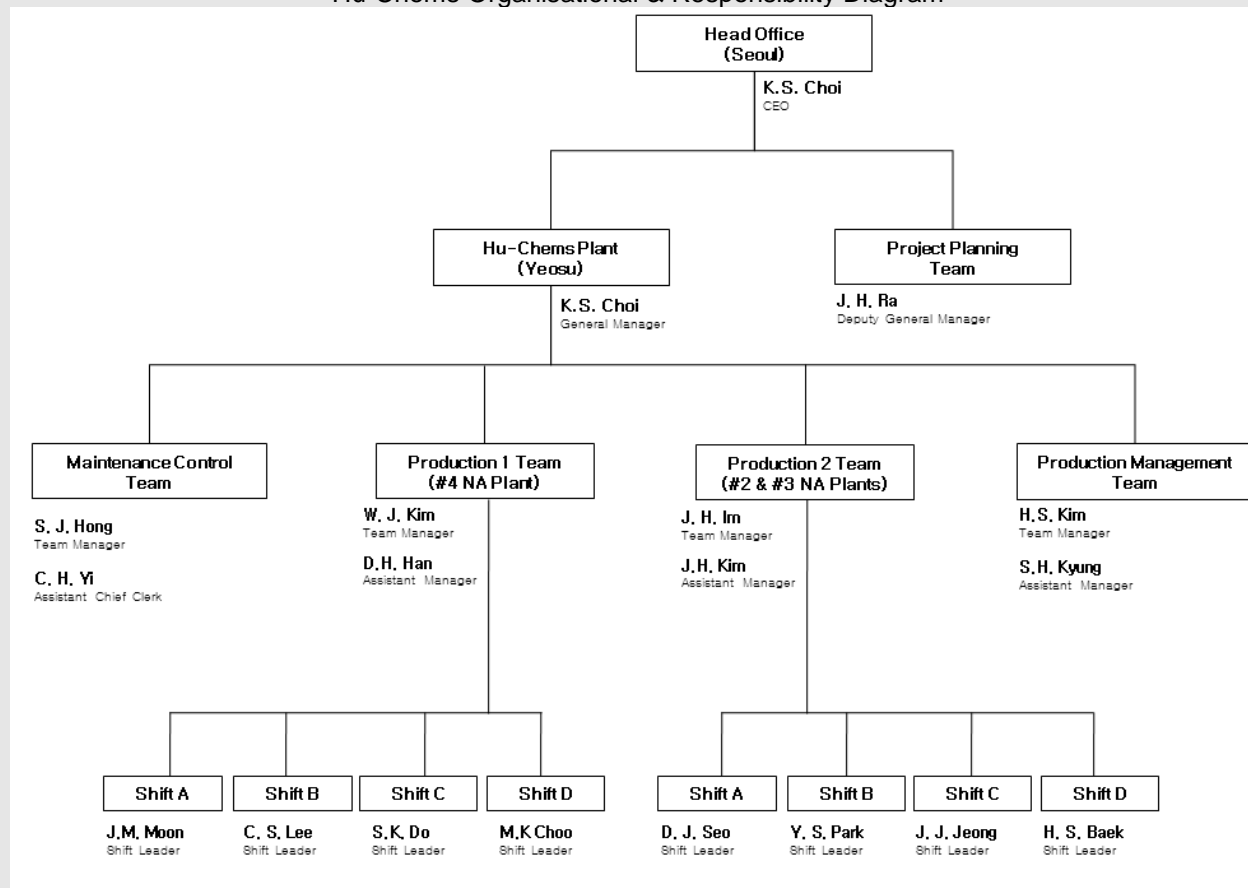 Hu-Chems Organisational & Responsibility Diagram
Head Office
(Seoul)
K.S. Choi
CEO
Hu-Chems Plant
(Yeosu)
K.S. Choi
General Manager
Project Planning
Team
J. H. Ra
Deputy General Manager
Maintenance Control
Team
S. J. Hong
Team Manager
C. H. Yi
Assistant Chief Clerk
Production 1 Team
(#4 NA Plant)
W. J. Kim
Team Manager
D.H. Han
Assistant Manager
Production 2 Team
(#2 & #3 NA Plants)
J. H. Im
Team Manager
J.H. Kim
Assistant Manager
Production Management
Team
H.S. Kim
Team Manager
S.H. Kyung
Assistant Manager
Shift A
J.M. Moon
Shift Leader
Shift B
C. S. Lee
Shift Leader
Shift C
S.K. Do
Shift Leader
Shift D
M.K Choo
Shift Leader
Shift A
D. J. Seo
Shift Leader
Shift B
Y. S. Park
Shift Leader
Shift C
J. J. Jeong
Shift Leader
Shift D
H. S. Baek
Shift Leader